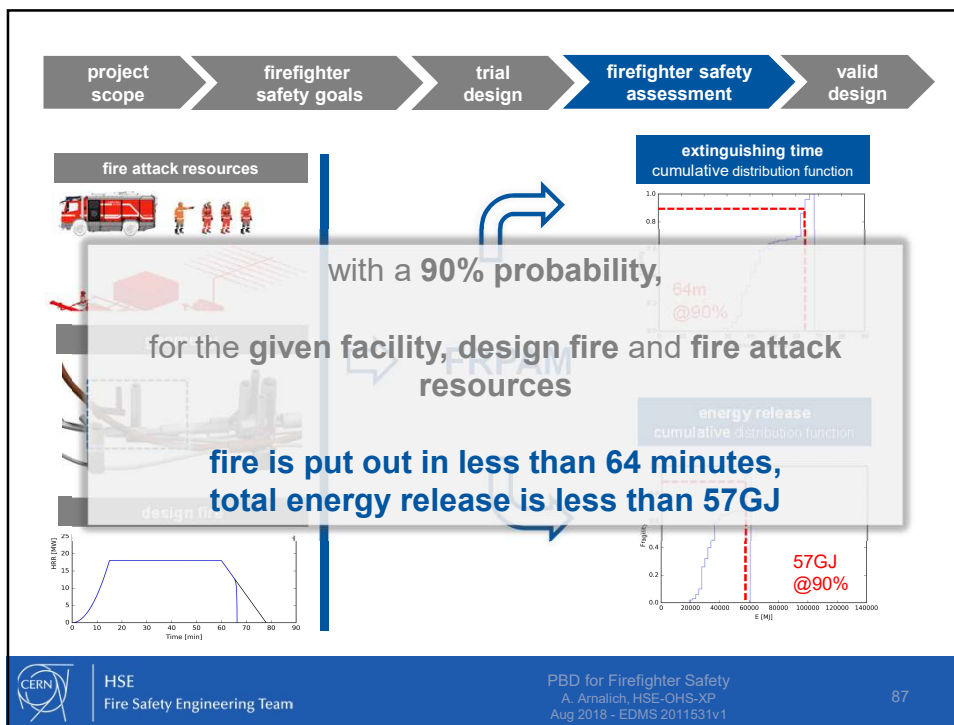 project
scope
firefighter
safety goals
trial
design
firefighter safety
assessment
valid
design
fire attack resources
extinguishing time
cumulative distribution function
1.0
0.8
64m
@90%
with a 90% probability,
for the given facility, design fire and fire attack
resources
FRPAM
energy release
cumulative distribution function
fire is put out in less than 64 minutes,
total energy release is less than 57GJ
design fire
HRR [MW]
25
20
15
10
5
0
0 10 20 30 40 50 60 70 80 90
Time [min]
Fragility
0.4
0.2
0.0
57GJ
@90%
0 20000 40000 60000 80000 100000 120000 140000
E [MJ]
CERN
HSE
Fire Safety Engineering Team
PBD for Firefighter Safety
A. Arnalich, HSE-OHS-XP
Aug 2018 - EDMS 2011531v1
87